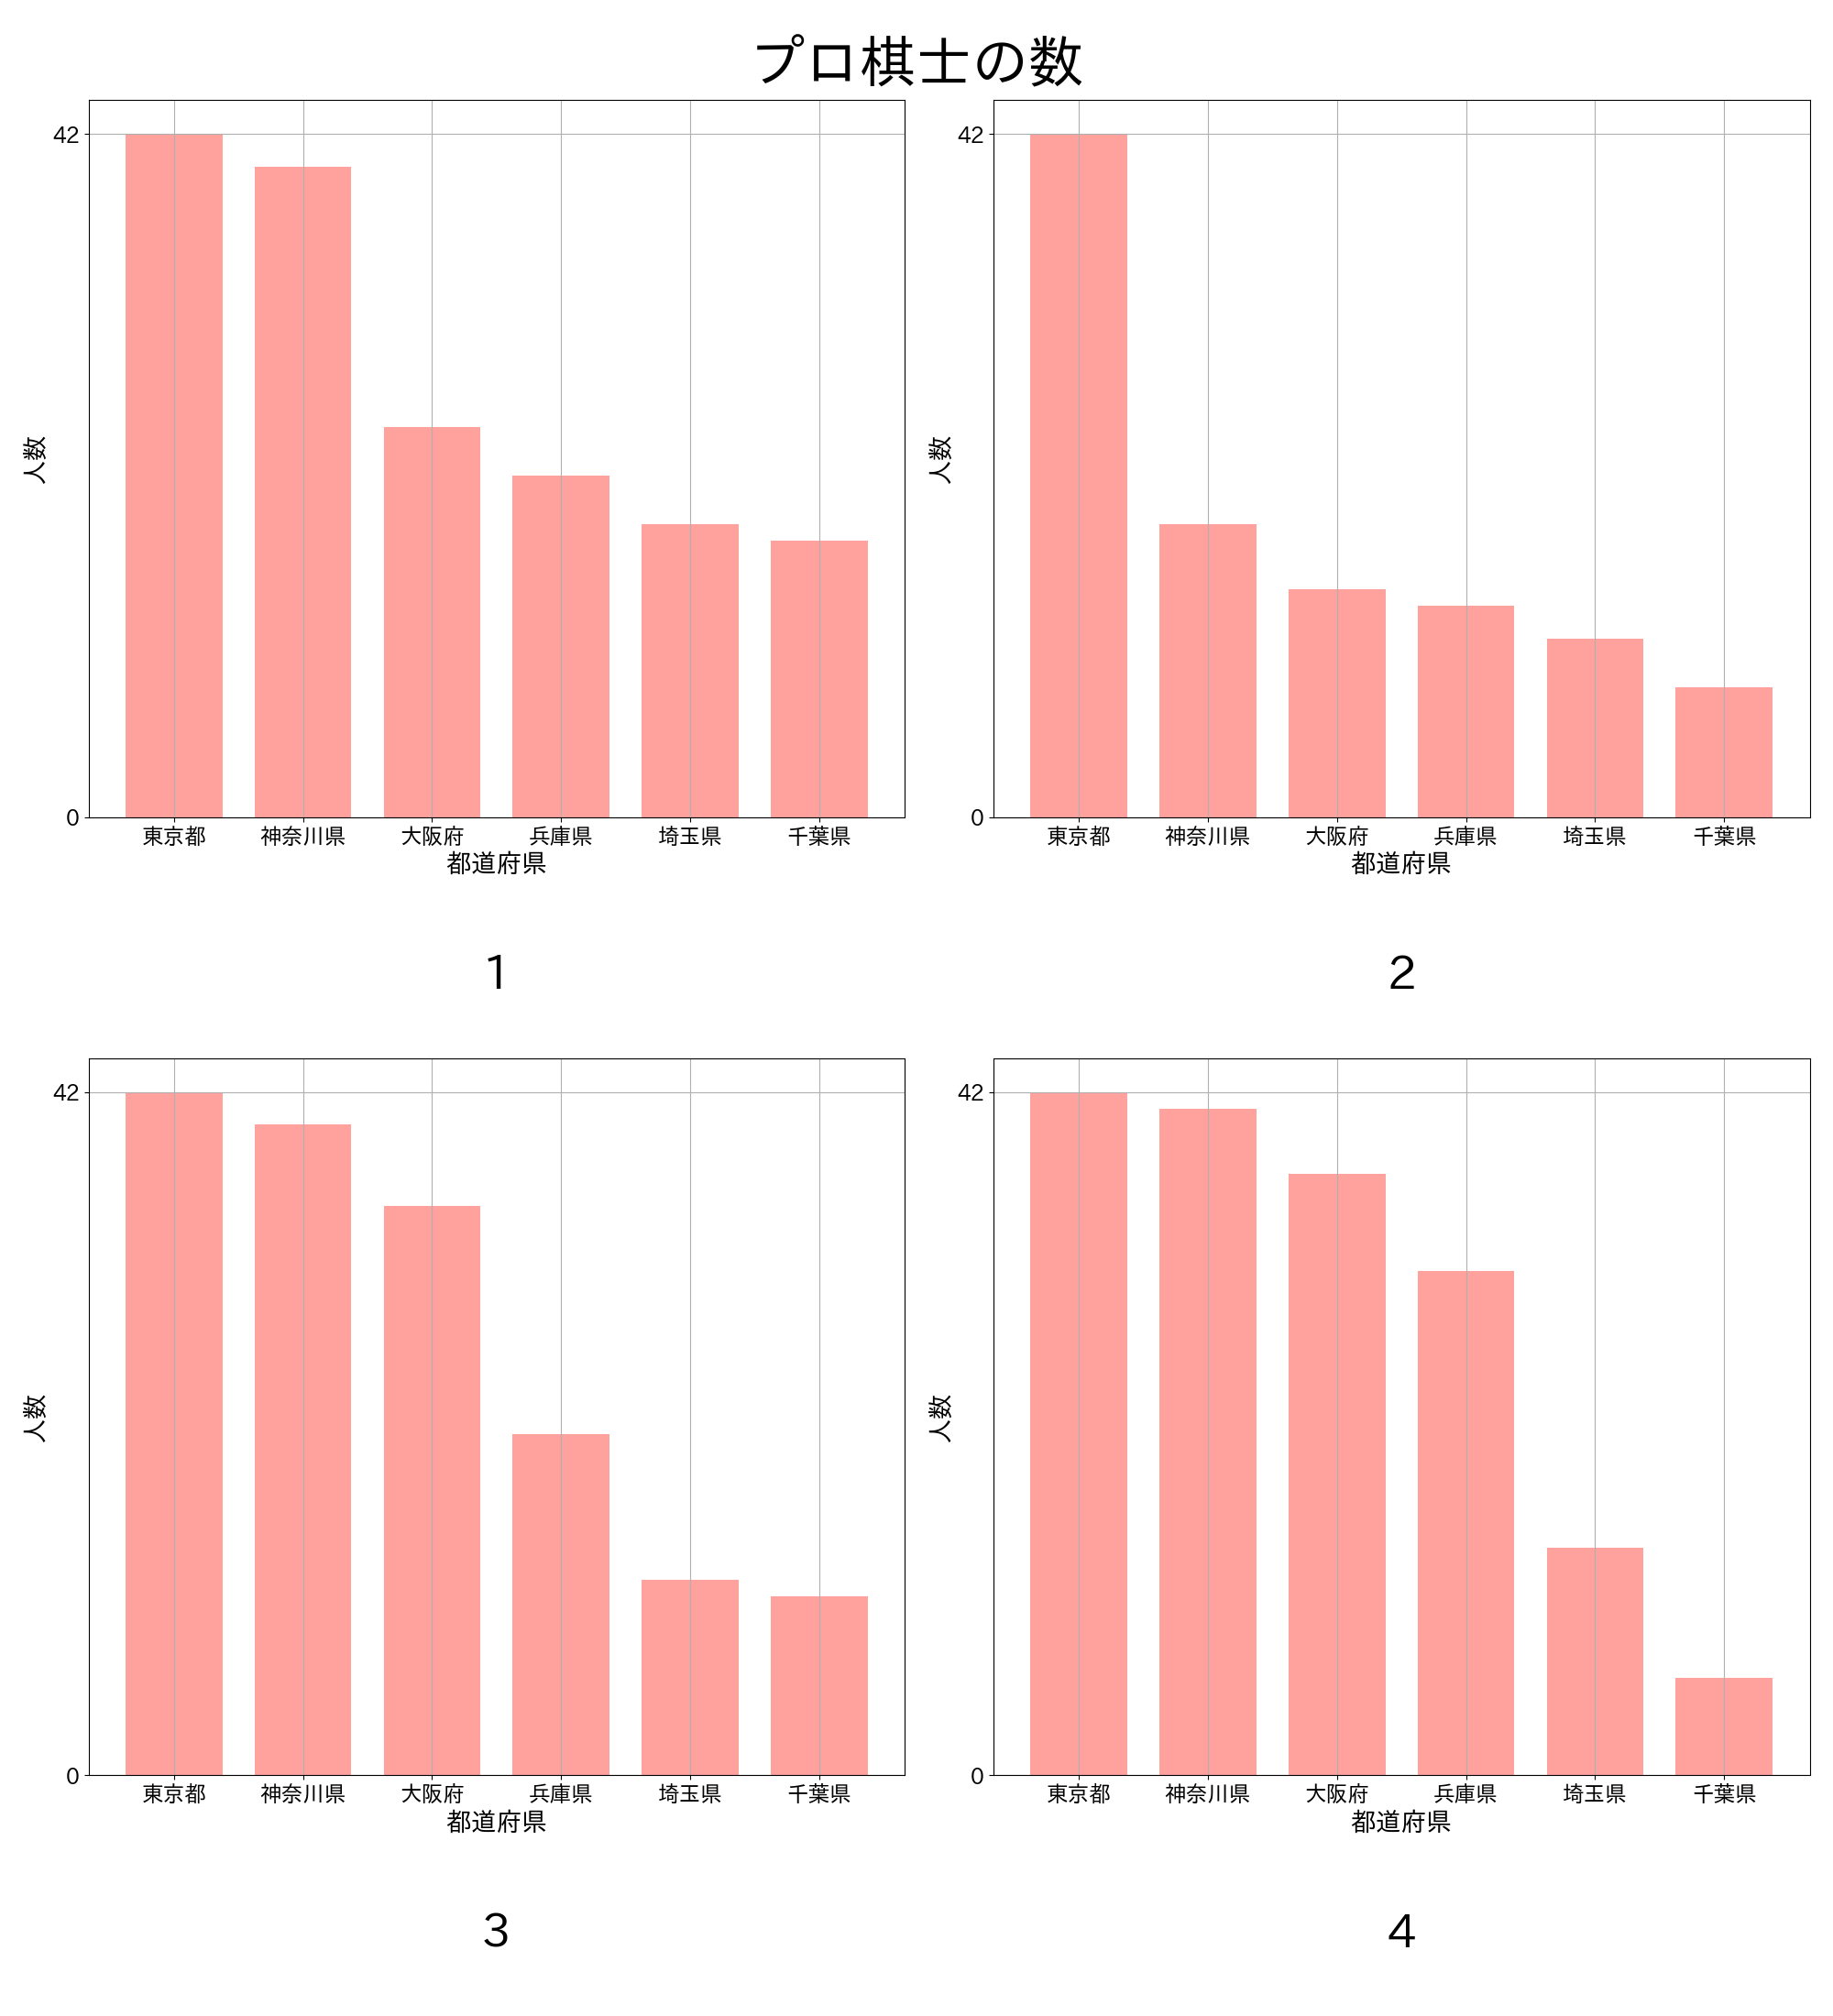 プロ棋士の数
42
0
人数
東京都 神奈川県 大阪府 兵庫県 埼玉県 千葉県
都道府県
1
42
0
人数
東京都 神奈川県 大阪府 兵庫県 埼玉県 千葉県
都道府県
2
42
0
人数
東京都 神奈川県 大阪府 兵庫県 埼玉県 千葉県
都道府県
3
42
0
人数
東京都 神奈川県 大阪府 兵庫県 埼玉県 千葉県
都道府県
4